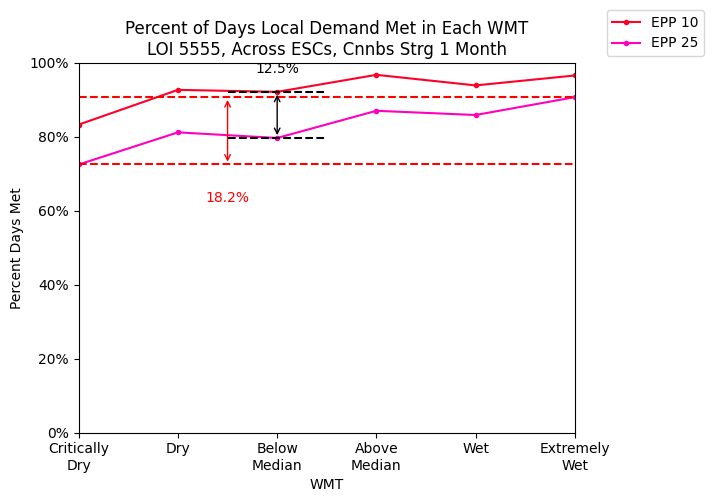 Percent of Days Local Demand Met in Each WMT
LOI 5555, Across ESCs, Cnnbs Strg 1 Month
EPP 10
EPP 25
100%
80%
60%
40%
20%
0%
Percent Days Met
12.5%
18.2%
Critically
Dry
Dry
Below
Median
Above
Median
Wet
Extremely
Wet
WMT